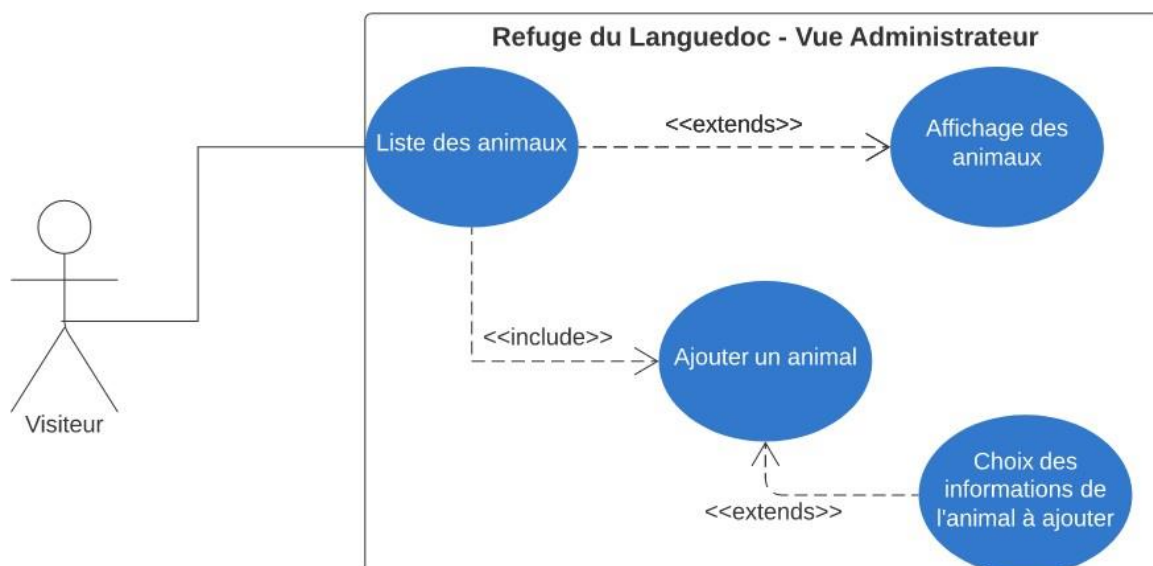 Refuge du Languedoc - Vue Administrateur
Liste des animaux
<<extends>>
Affichage des
animaux
<<include>>
Ajouter un animal
Visiteur
<<extends>>
Choix des
informations de
l'animal à ajouter